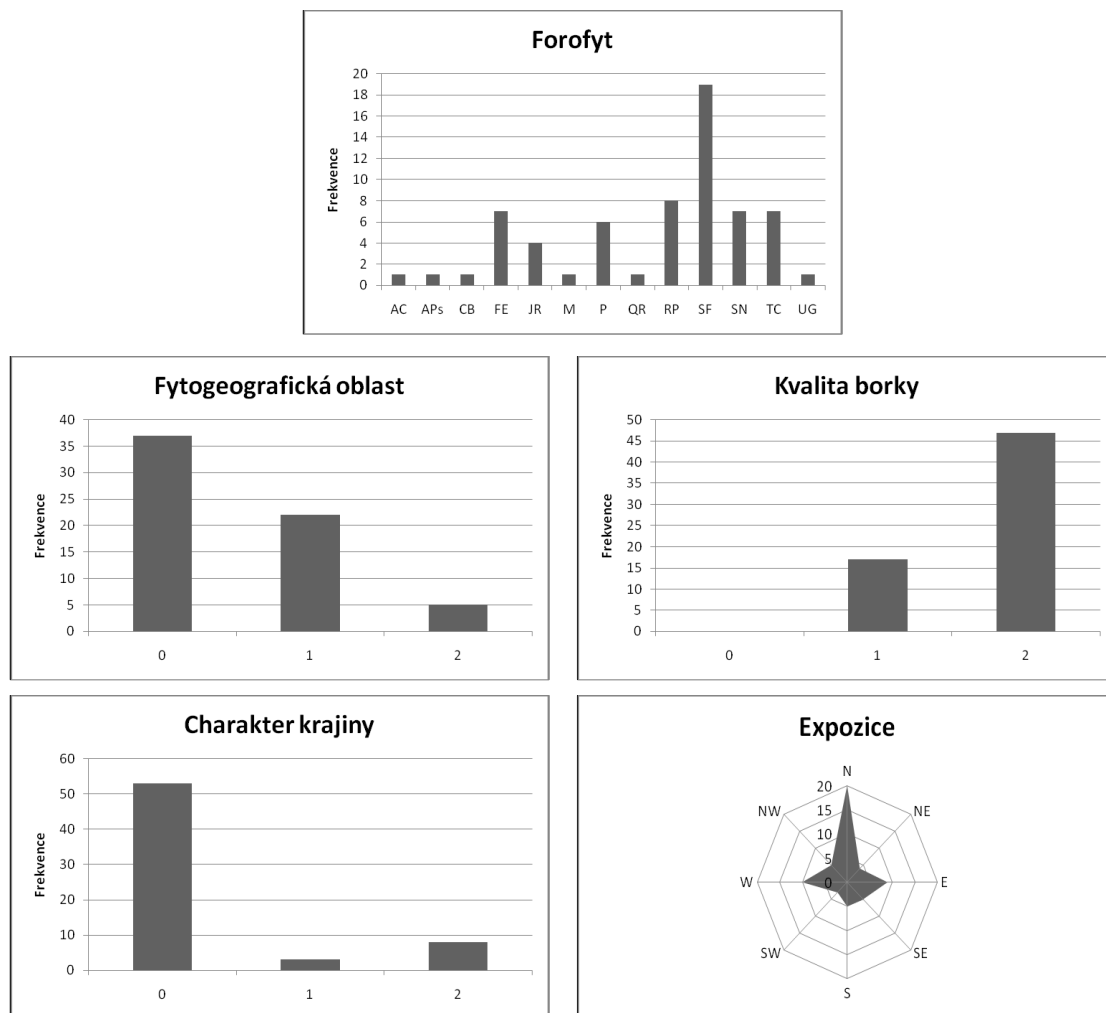 Forofyt
Frekvence
20
18
16
14
12
10
8
6
4
2
0
AC APs CB FE JR M P QR RP SF SN TC UG
Fytogeografická oblast
Frekvence
40
35
30
25
20
15
10
5
0
0 1 2
Kvalita borky
Frekvence
50
45
40
35
30
25
20
15
10
5
0
0 1 2
Charakter krajiny
Frekvence
60
50
40
30
20
10
0
0 1 2
Expozice
N
NE
E
SE
S
SW
W
NW
20
15
10
5
0